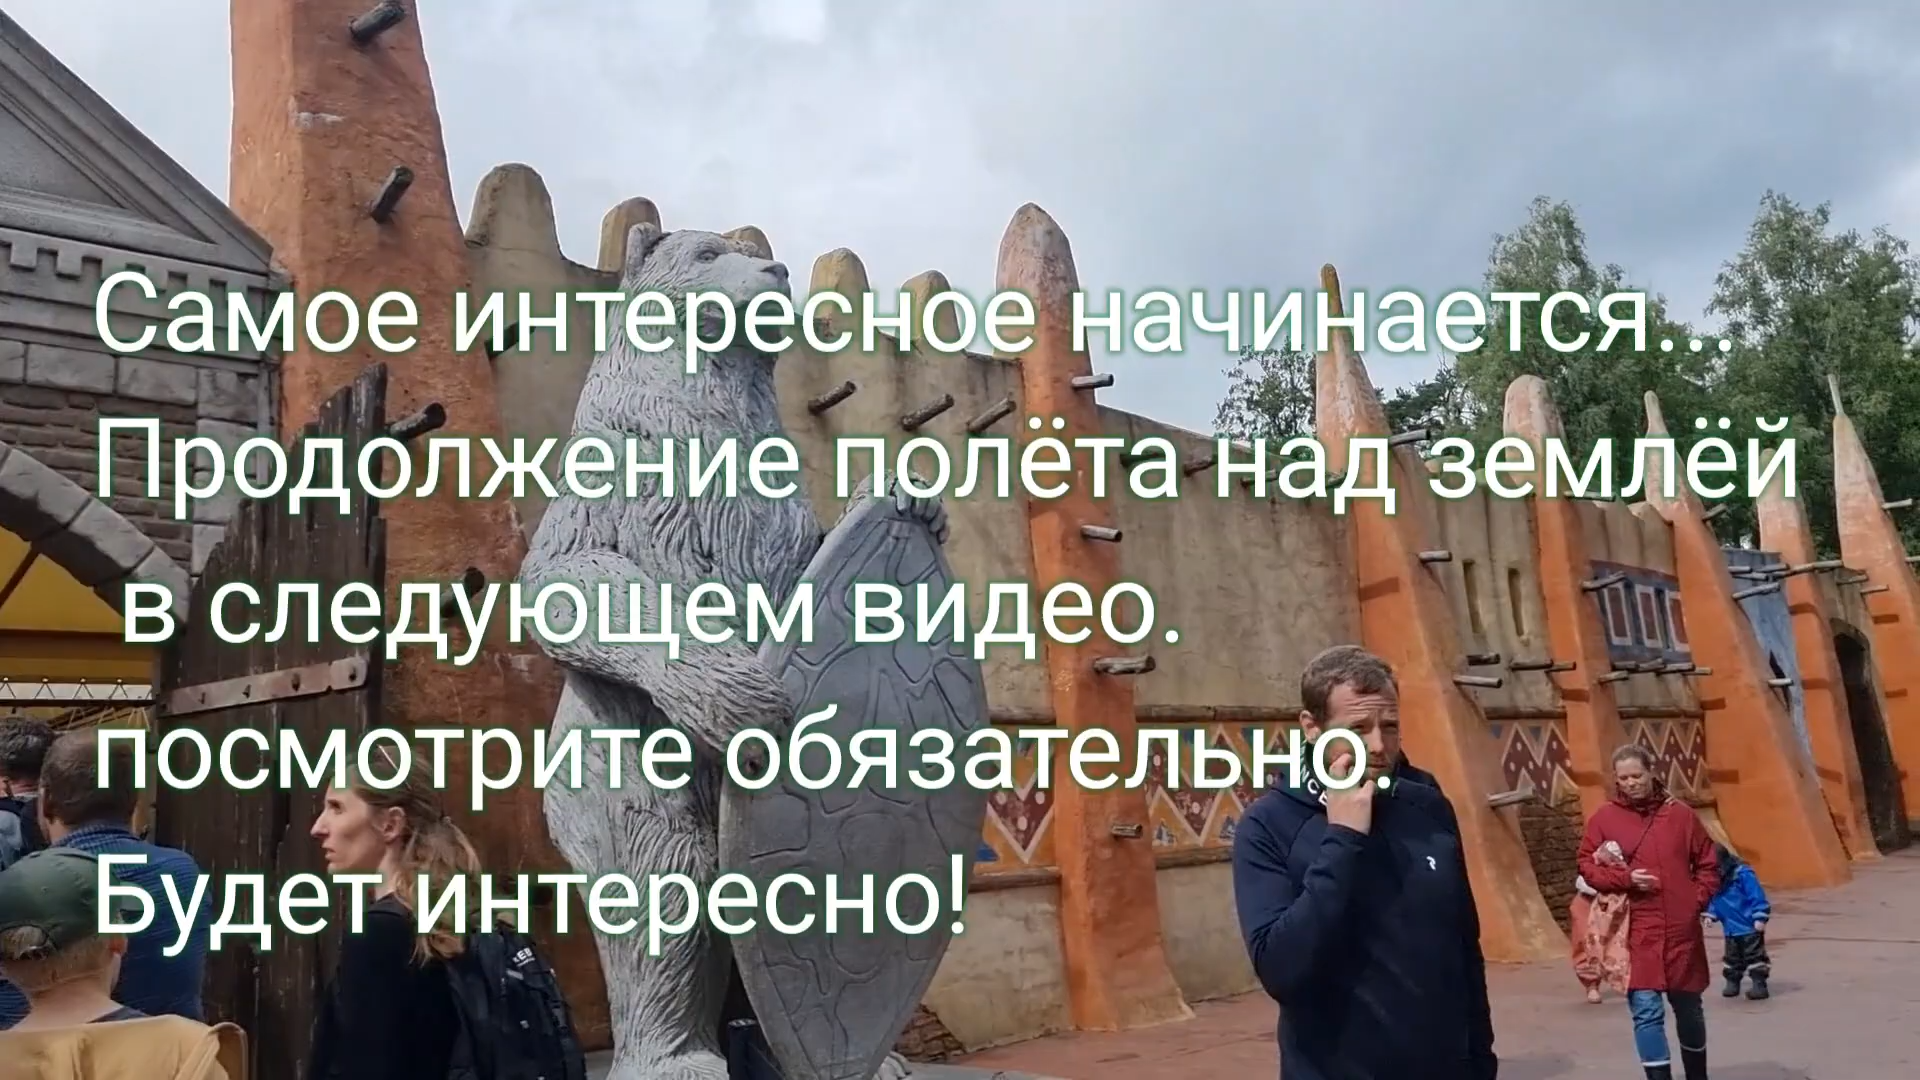 Самое интересное начинается...
Продолжение полёта над землёй
в следующем видео.
посмотрите обязательно.
Будет интересно!